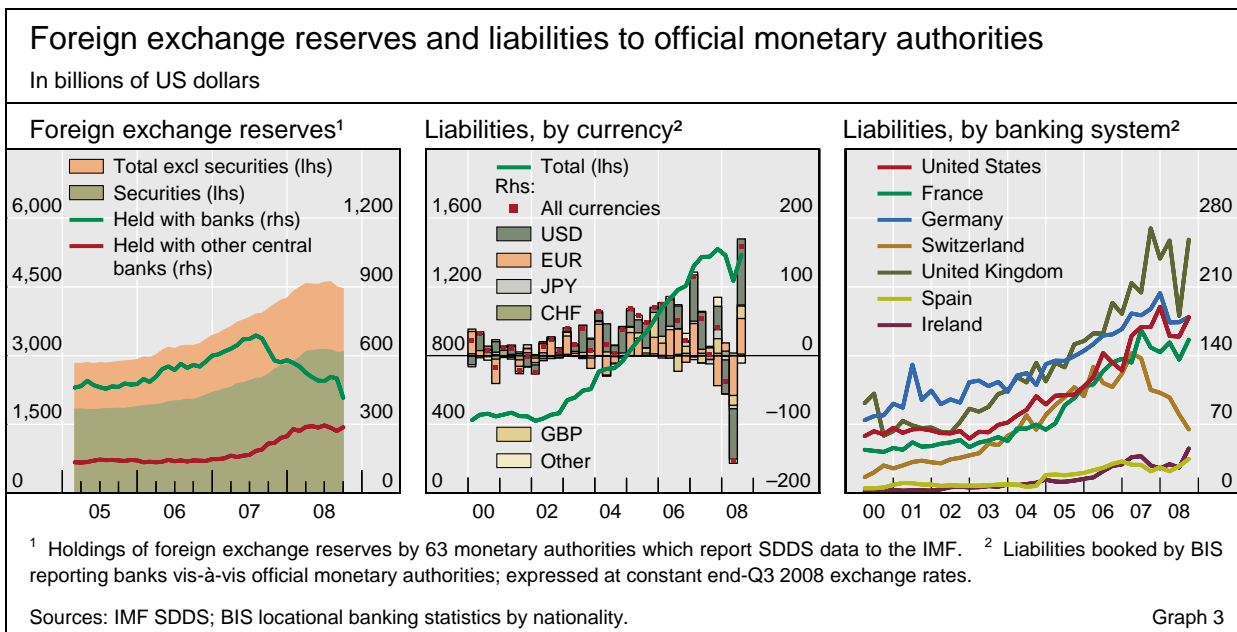 Foreign exchange reserves and liabilities to official monetary authorities
In billions of US dollars
Foreign exchange reserves¹
Total excl securities (lhs)
Securities (lhs)
Held with banks (rhs)
Held with other central
banks (rhs)
6,000
4,500
3,000
1,500
0
1,200
900
600
300
0
05 06 07 08
Liabilities, by currency²
Total (lhs)
Rhs:
All currencies
USD
EUR
JPY
CHF
GBP
Other
1,600
1,200
800
400
0
200
100
0
–100
–200
00 02 04 06 08
Liabilities, by banking system²
United States
France
Germany
Switzerland
United Kingdom
Spain
Ireland
280
210
140
70
0
00 01 02 03 04 05 06 07 08
¹ Holdings of foreign exchange reserves by 63 monetary authorities which report SDDS data to the IMF. ² Liabilities booked by BIS
reporting banks vis-à-vis official monetary authorities; expressed at constant end-Q3 2008 exchange rates.
Sources: IMF SDDS; BIS locational banking statistics by nationality.
Graph 3